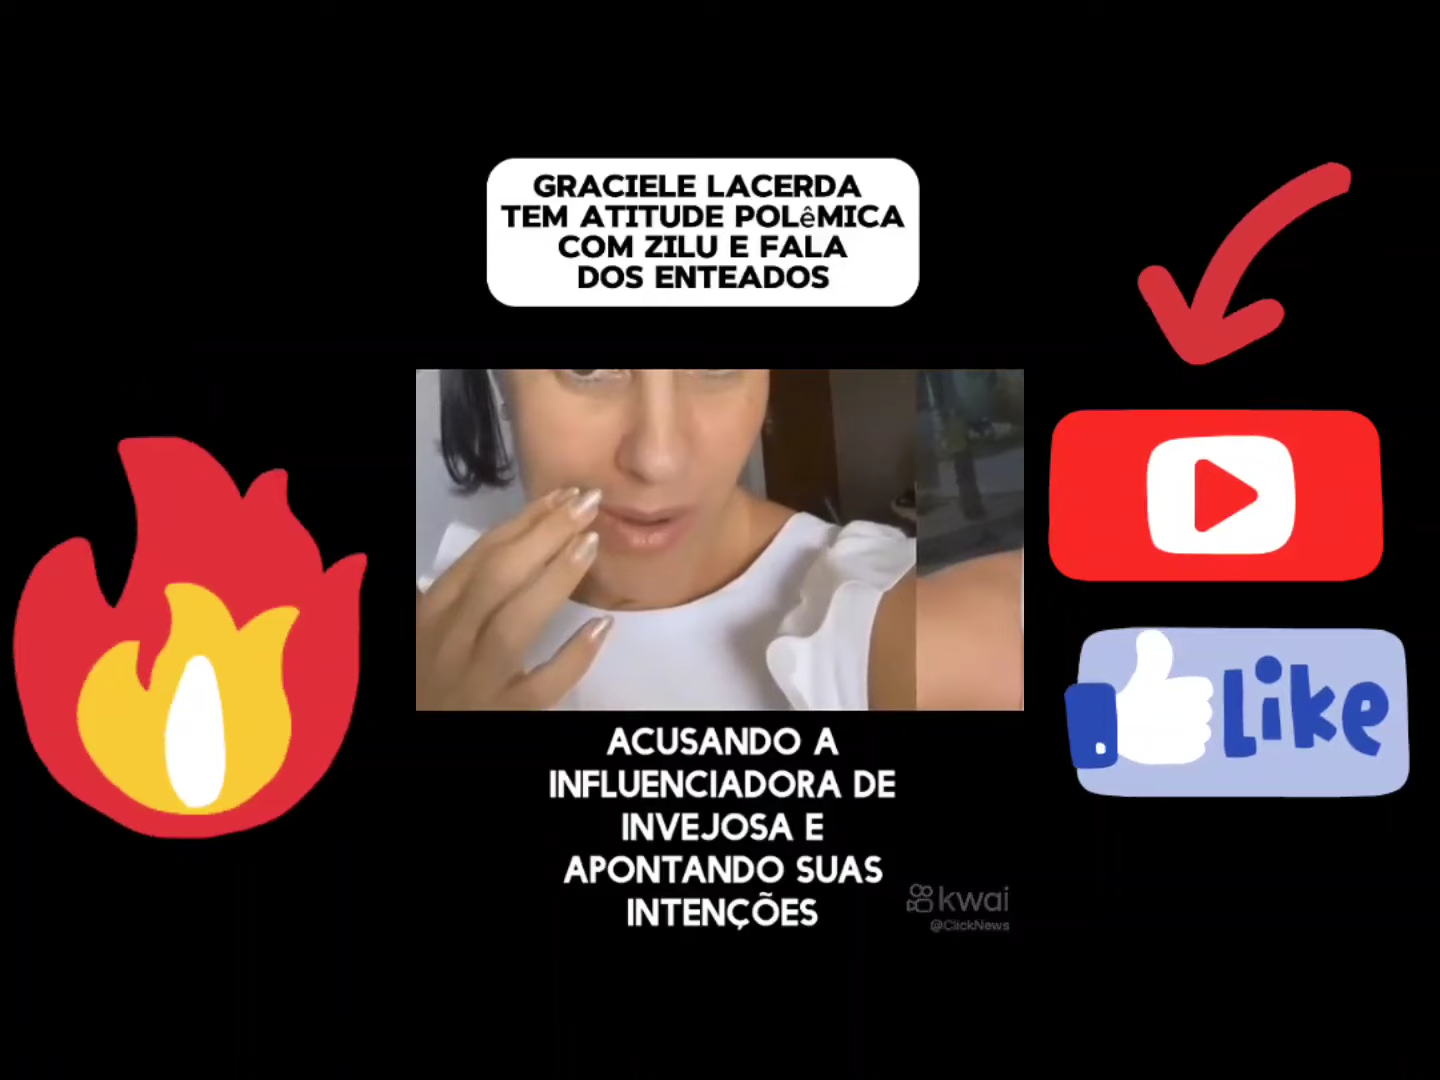 GRACIELE LACERDA
TEM ATITUDE POLêMICA
COM ZILU E FALA
DOS ENTEADOS
ACUSANDO A
INFLUENCIADORA DE
INVEJOSA E
APONTANDO SUAS
INTENÇÕES
kwai
@ClickNews
Like